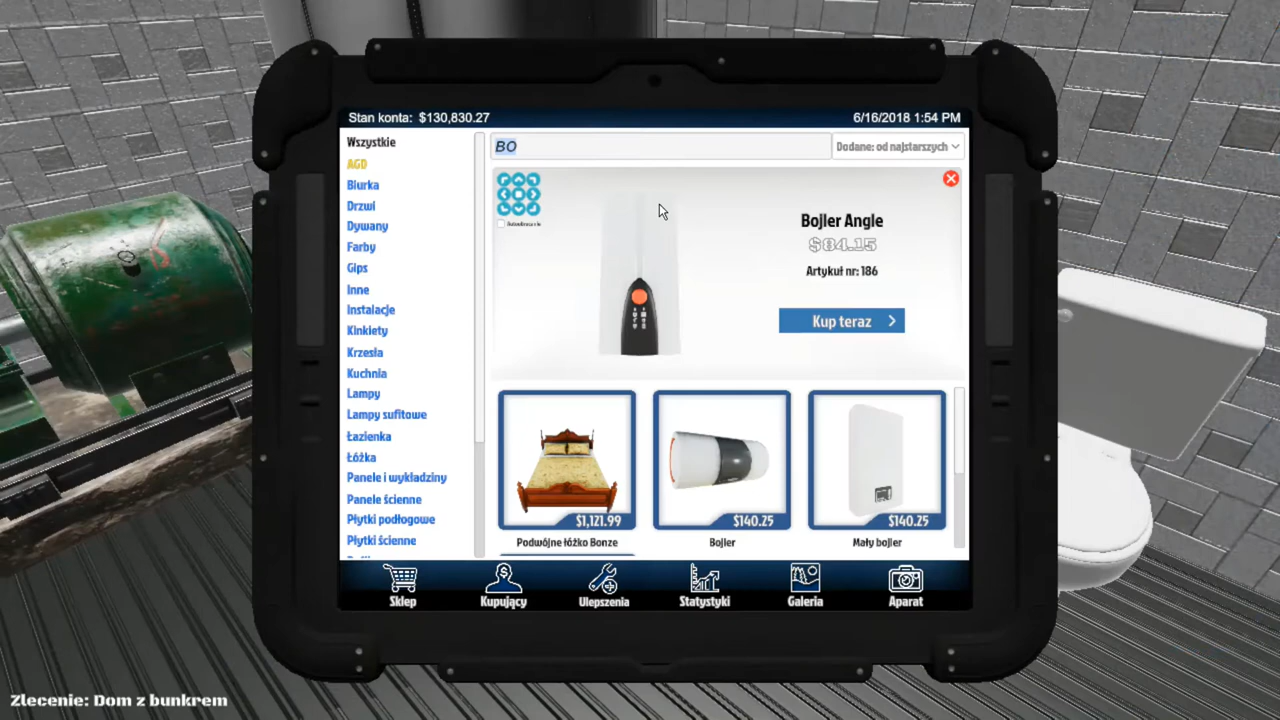 Stan konta: $130,830.27
6/16/2018 1:54 PM
Wszystkie
AGD
Biurka
Drzwi
Dywany
Farby
Gips
Inne
Instalacje
Kinkiety
Krzesła
Kuchnia
Lampy
Lampy sufitowe
Łazienka
Łóżka
Panele i wykładziny
Panele ścienne
Płytki podłogowe
Płytki ścienne
BO
Dodane: od najstarszych
Bojler Angle
$84.15
Artykuł nr: 186
Kup teraz
$1,121.99
$140.25
$140.25
Podwójne łóżko Bonze
Bojler
Mały bojler
Sklep
Kupujący
Ulepszenia
Statystyki
Galeria
Aparat
Zlecenie: Dom z bunkrem